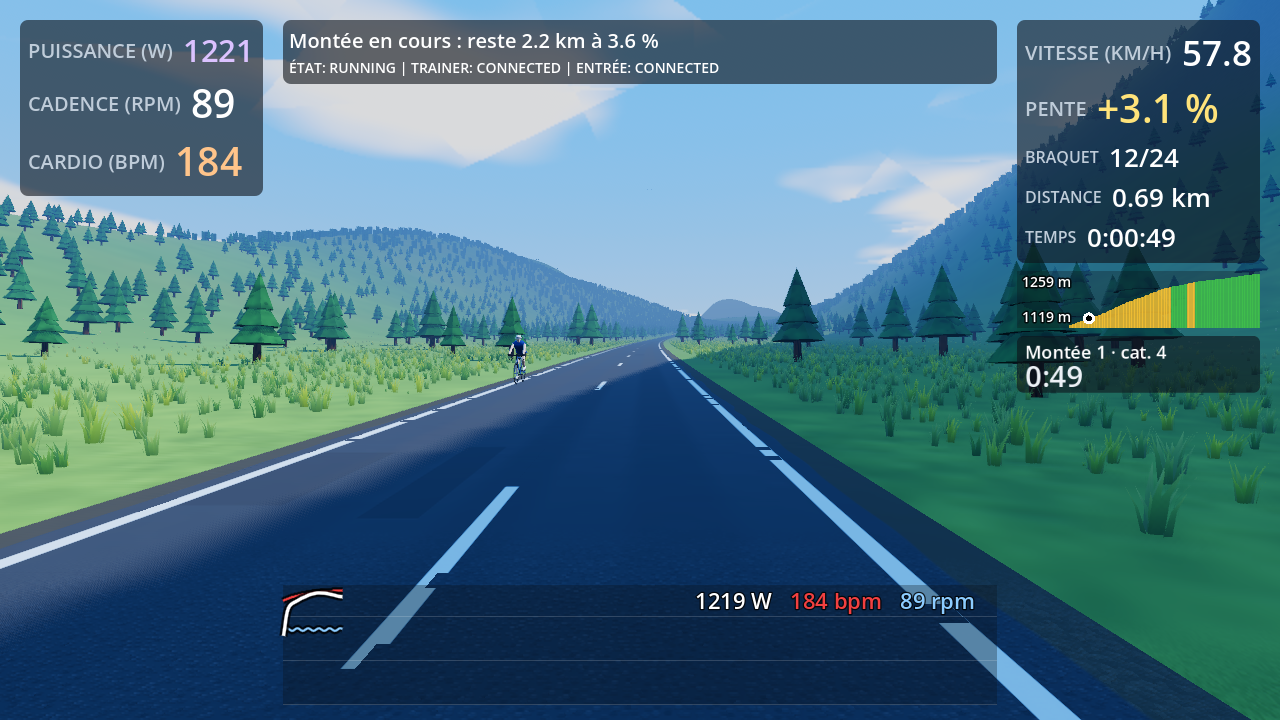 PUISSANCE (W) 1221
CADENCE (RPM) 89
CARDIO (BPM) 184
Montée en cours : reste 2.2 km à 3.6 %
ÉTAT: RUNNING | TRAINER: CONNECTED | ENTRÉE: CONNECTED
VITESSE (KM/H) 57.8
PENTE +3.1 %
BRAQUET 12/24
DISTANCE 0.69 km
TEMPS 0:00:49
1259 m
1119 m
Montée 1 · cat. 4
0:49
1219 W 184 bpm 89 rpm